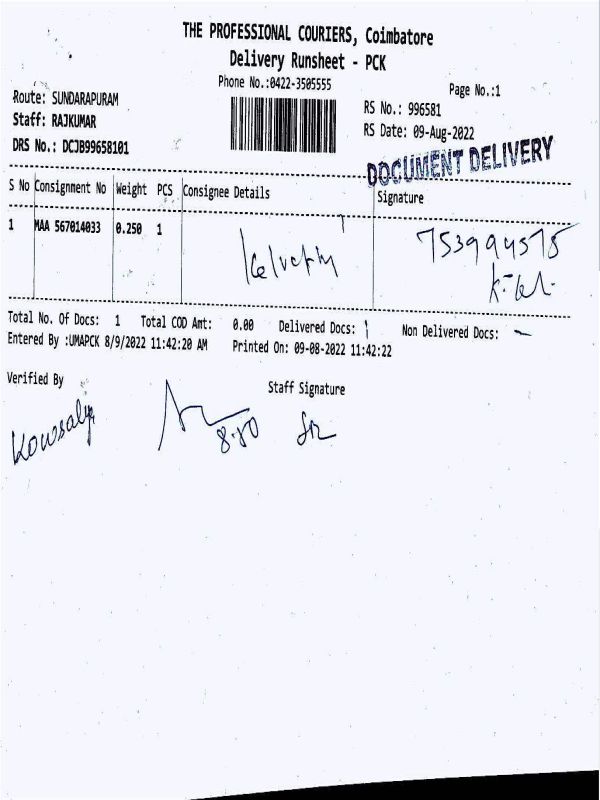 THE PROFESSIONAL COURIERS, Coimbatore
Delivery Runsheet - PCK
Phone No.:0422-3505555
Page No.:1
Route: SUNDARAPURAM
RS No.: 996581
Staff: RAJKUMAR
RS Date: 09-Aug-2022
DRS No.: DCJB99658101
DOCUMENT DELIVERY
S No Consignment No Weight PCS Consignee Details Signature
1 MAA 567014033 0.250 1
7539994575
Total No. Of Docs: 1 Total COD Amt: 0.00 Delivered Docs: 1 Non Delivered Docs: -
Entered By :UMAPCK 8/9/2022 11:42:20 AM Printed On: 09-08-2022 11:42:22
Verified By Staff Signature
Kowsalya